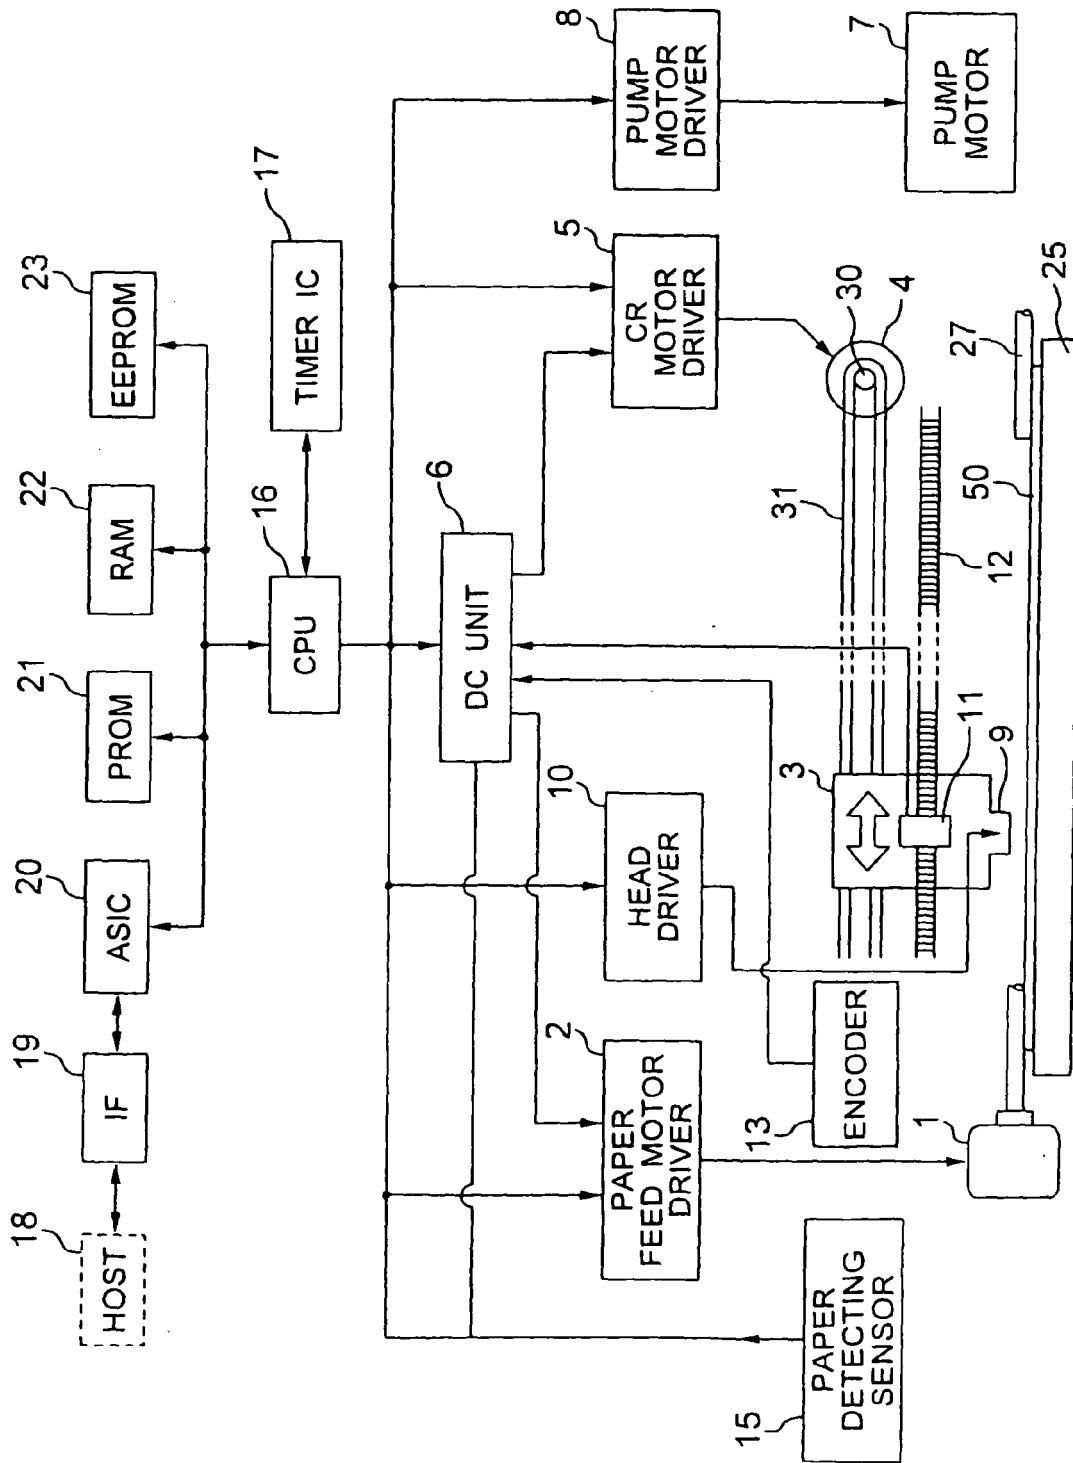 18
HOST
19
IF
20
ASIC
21
PROM
22
RAM
23
EEPROM
16
CPU
17
TIMER IC
6
DC UNIT
2
PAPER
FEED MOTOR
DRIVER
10
HEAD
DRIVER
5
CR
MOTOR
DRIVER
8
PUMP
MOTOR
DRIVER
15
PAPER
DETECTING
SENSOR
13
ENCODER
3
31
30
4
7
PUMP
MOTOR
11
12
9
1
50
27
25